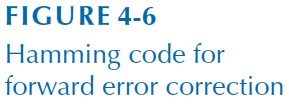 FIGURE 4-6
Hamming code for
forward error correction